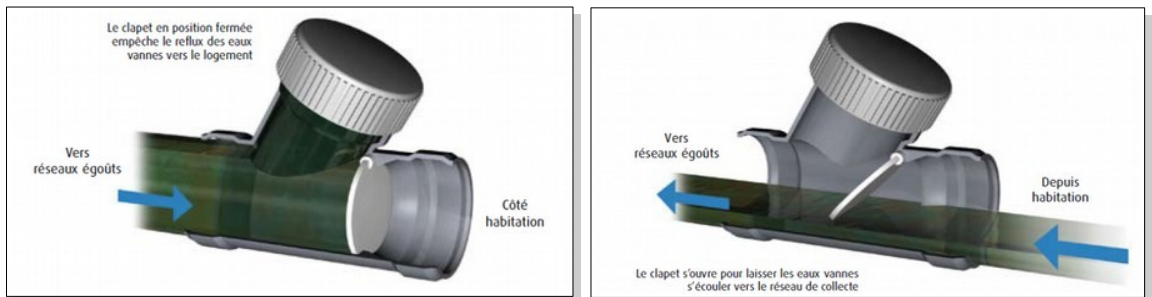 Le clapet en position fermée
empêche le reflux des eaux
vannes vers le logement
Vers
réseaux égoûts
Côté
habitation
Vers
réseaux égoûts
Depuis
habitation
Le clapet s'ouvre pour laisser les eaux vannes
s'écouler vers le réseau de collecte